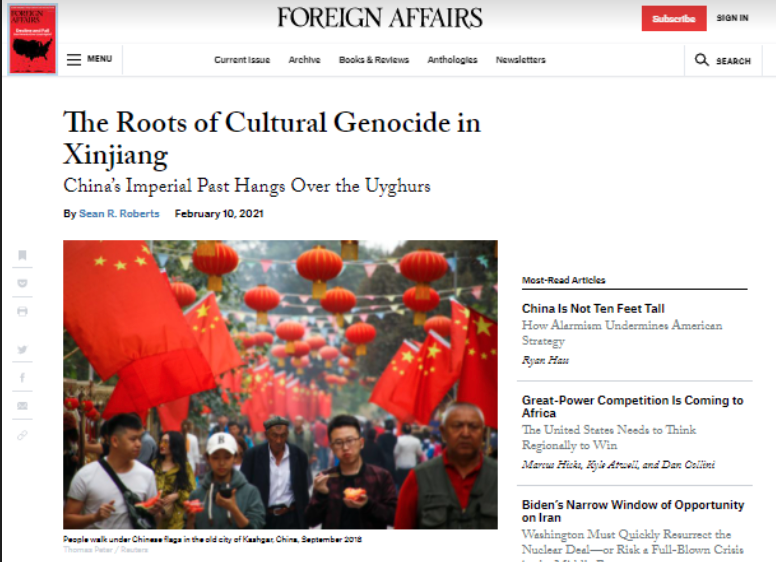 FOREIGN AFFAIRS
Subscribe
SIGN IN
FOREIGN
AFFAIRS
MENU
Current Issue
Archive
Books & Reviews
Anthologies
Newsletters
SEARCH
The Roots of Cultural Genocide in
Xinjiang
China's Imperial Past Hangs Over the Uyghurs
By Sean R. Roberts February 10, 2021
People walk under Chinese flags in the old city of Kashgar, China, September 2018
Thomas Peter / Reuters
Most-Read Articles
China Is Not Ten Feet Tall
How Alarmism Undermines American
Strategy
Ryan Hass
Great-Power Competition Is Coming to
Africa
The United States Needs to Think
Regionally to Win
Marcus Hicks, Kyle Atwell, and Dan Collini
Biden's Narrow Window of Opportunity
on Iran
Washington Must Quickly Resurrect the
Nuclear Deal—or Risk a Full-Blown Crisis